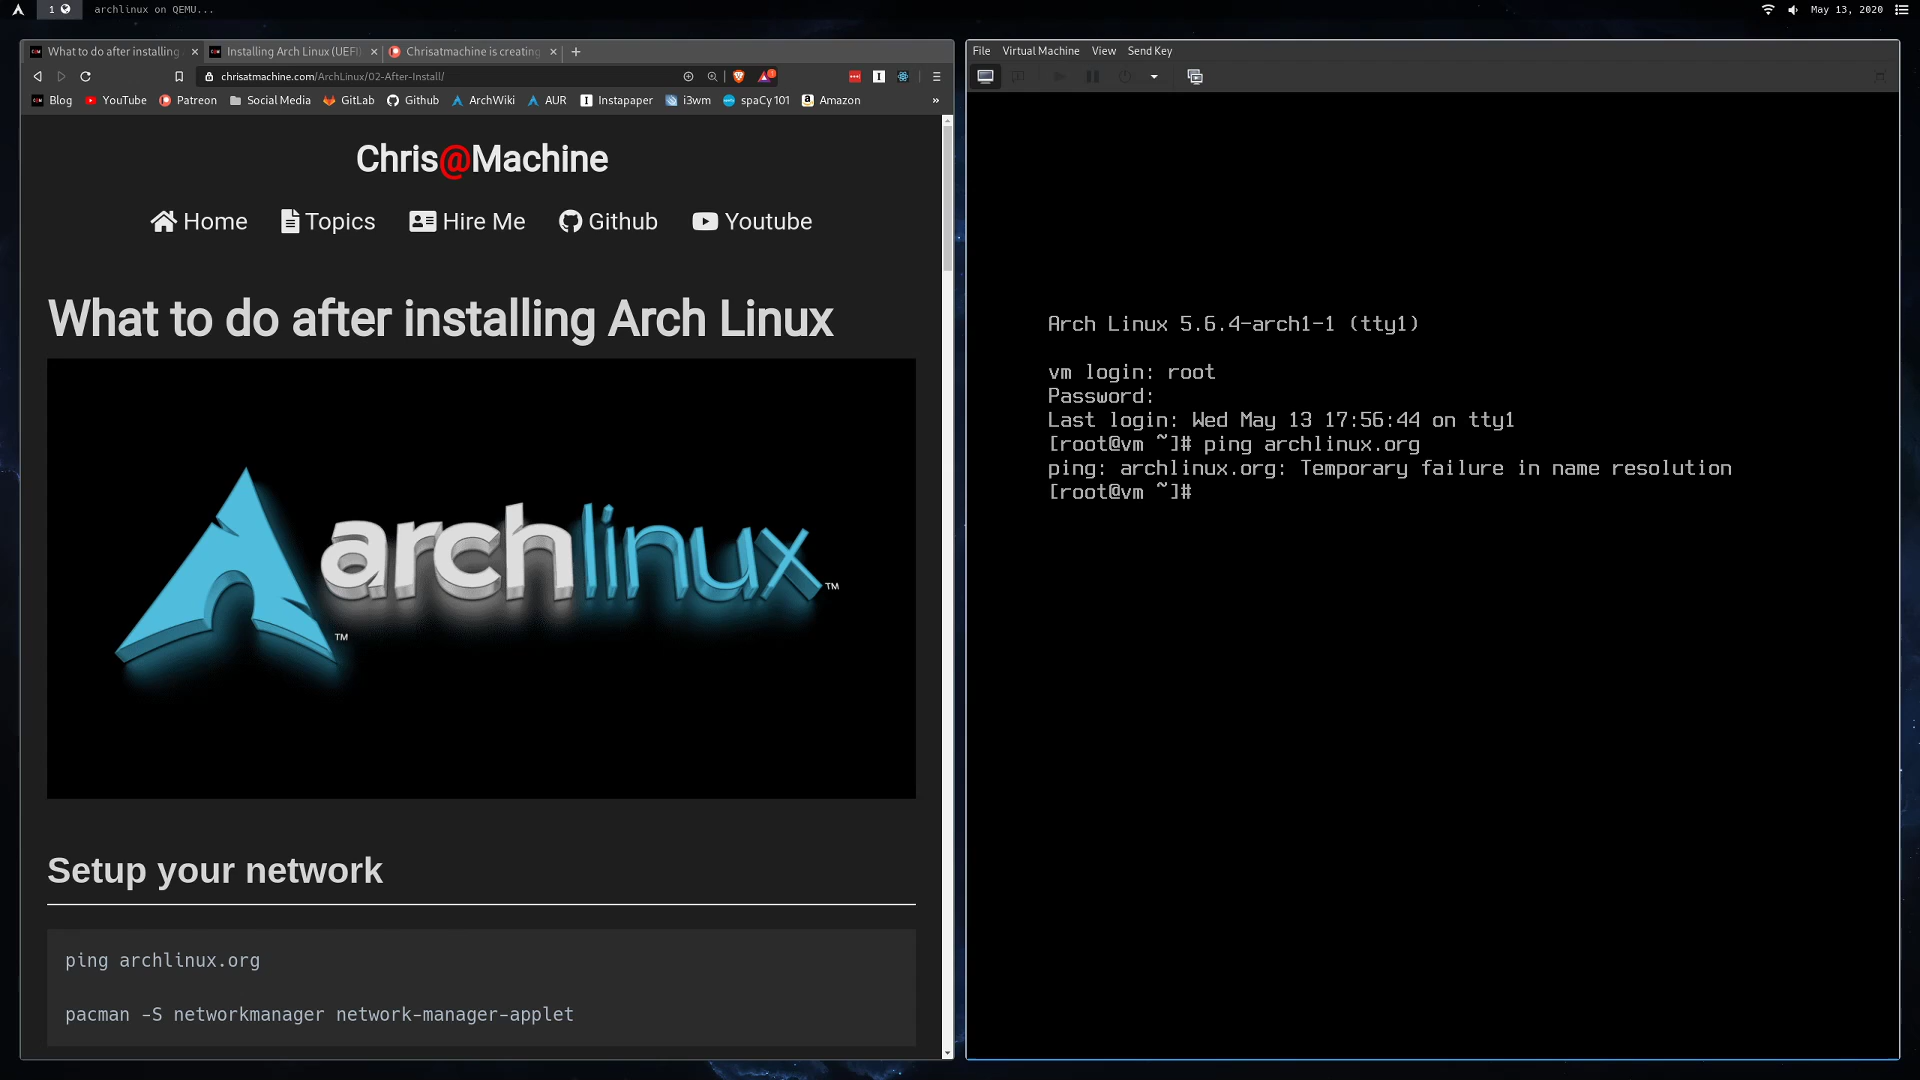 1
archlinux on QEMU...
May 13, 2020
What to do after installing
Installing Arch Linux (UEFI
Chrisatmachine is creating
chrisatmachine.com/ArchLinux/02-After-Install/
Blog YouTube Patreon Social Media GitLab Github ArchWiki AUR Instapaper i3wm spaCy 101 Amazon »
Chris@Machine
Home Topics Hire Me Github Youtube
What to do after installing Arch Linux
archlinux™
™
Setup your network
ping archlinux.org
pacman -S networkmanager network-manager-applet
File Virtual Machine View Send Key
Arch Linux 5.6.4-arch1-1 (tty1)
vm login: root
Password:
Last login: Wed May 13 17:56:44 on tty1
[root@vm ~]# ping archlinux.org
ping: archlinux.org: Temporary failure in name resolution
[root@vm ~]#